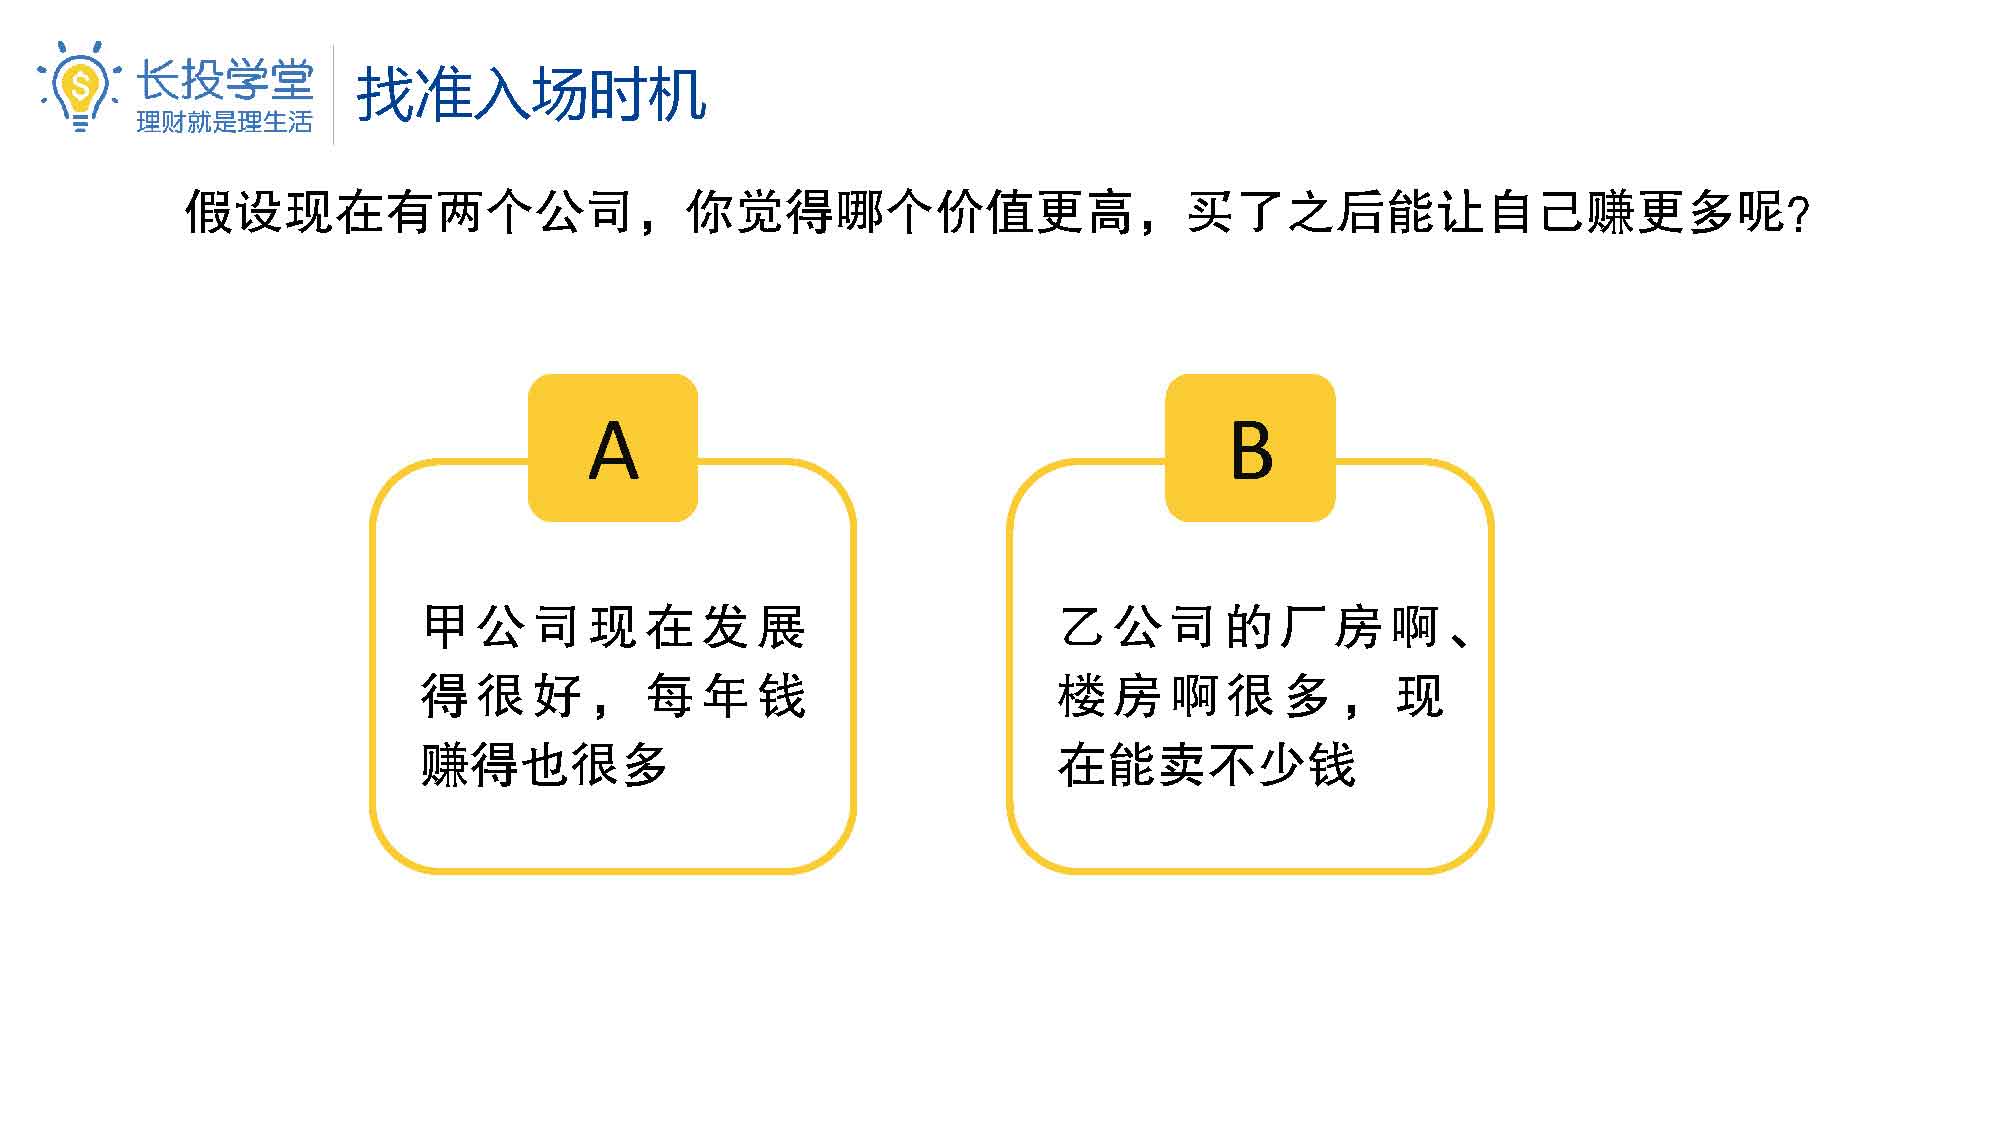 长投学堂
理财就是理生活
找准入场时机
假设现在有两个公司，你觉得哪个价值更高，买了之后能让自己赚更多呢？
A
甲公司现在发展
得很好，每年钱
赚得也很多
B
乙公司的厂房啊、
楼房啊很多，现
在能卖不少钱